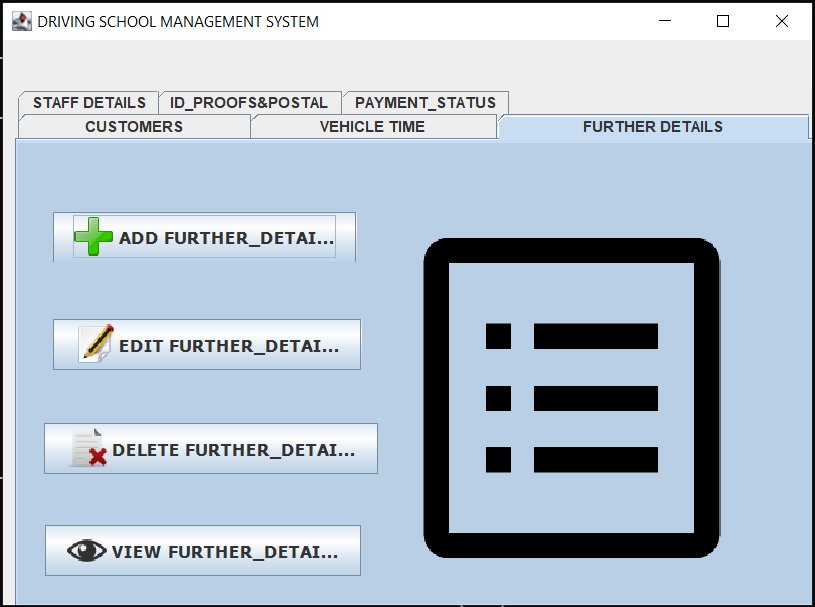 DRIVING SCHOOL MANAGEMENT SYSTEM
STAFF DETAILS ID_PROOFS&POSTAL PAYMENT_STATUS
CUSTOMERS VEHICLE TIME FURTHER DETAILS
ADD FURTHER_DETAI...
EDIT FURTHER_DETAI...
DELETE FURTHER_DETAI...
VIEW FURTHER_DETAI...